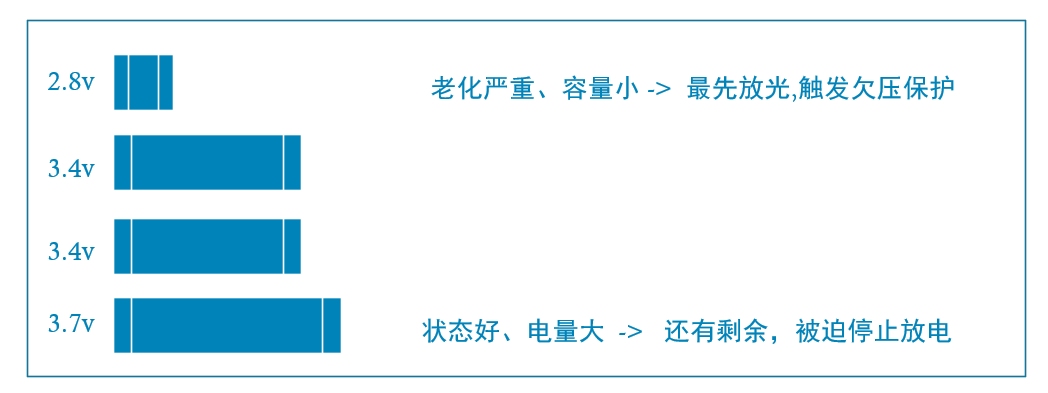 2.8v 老化严重、容量小 -> 最先放光,触发欠压保护
3.4v
3.4v
3.7v 状态好、电量大 -> 还有剩余，被迫停止放电